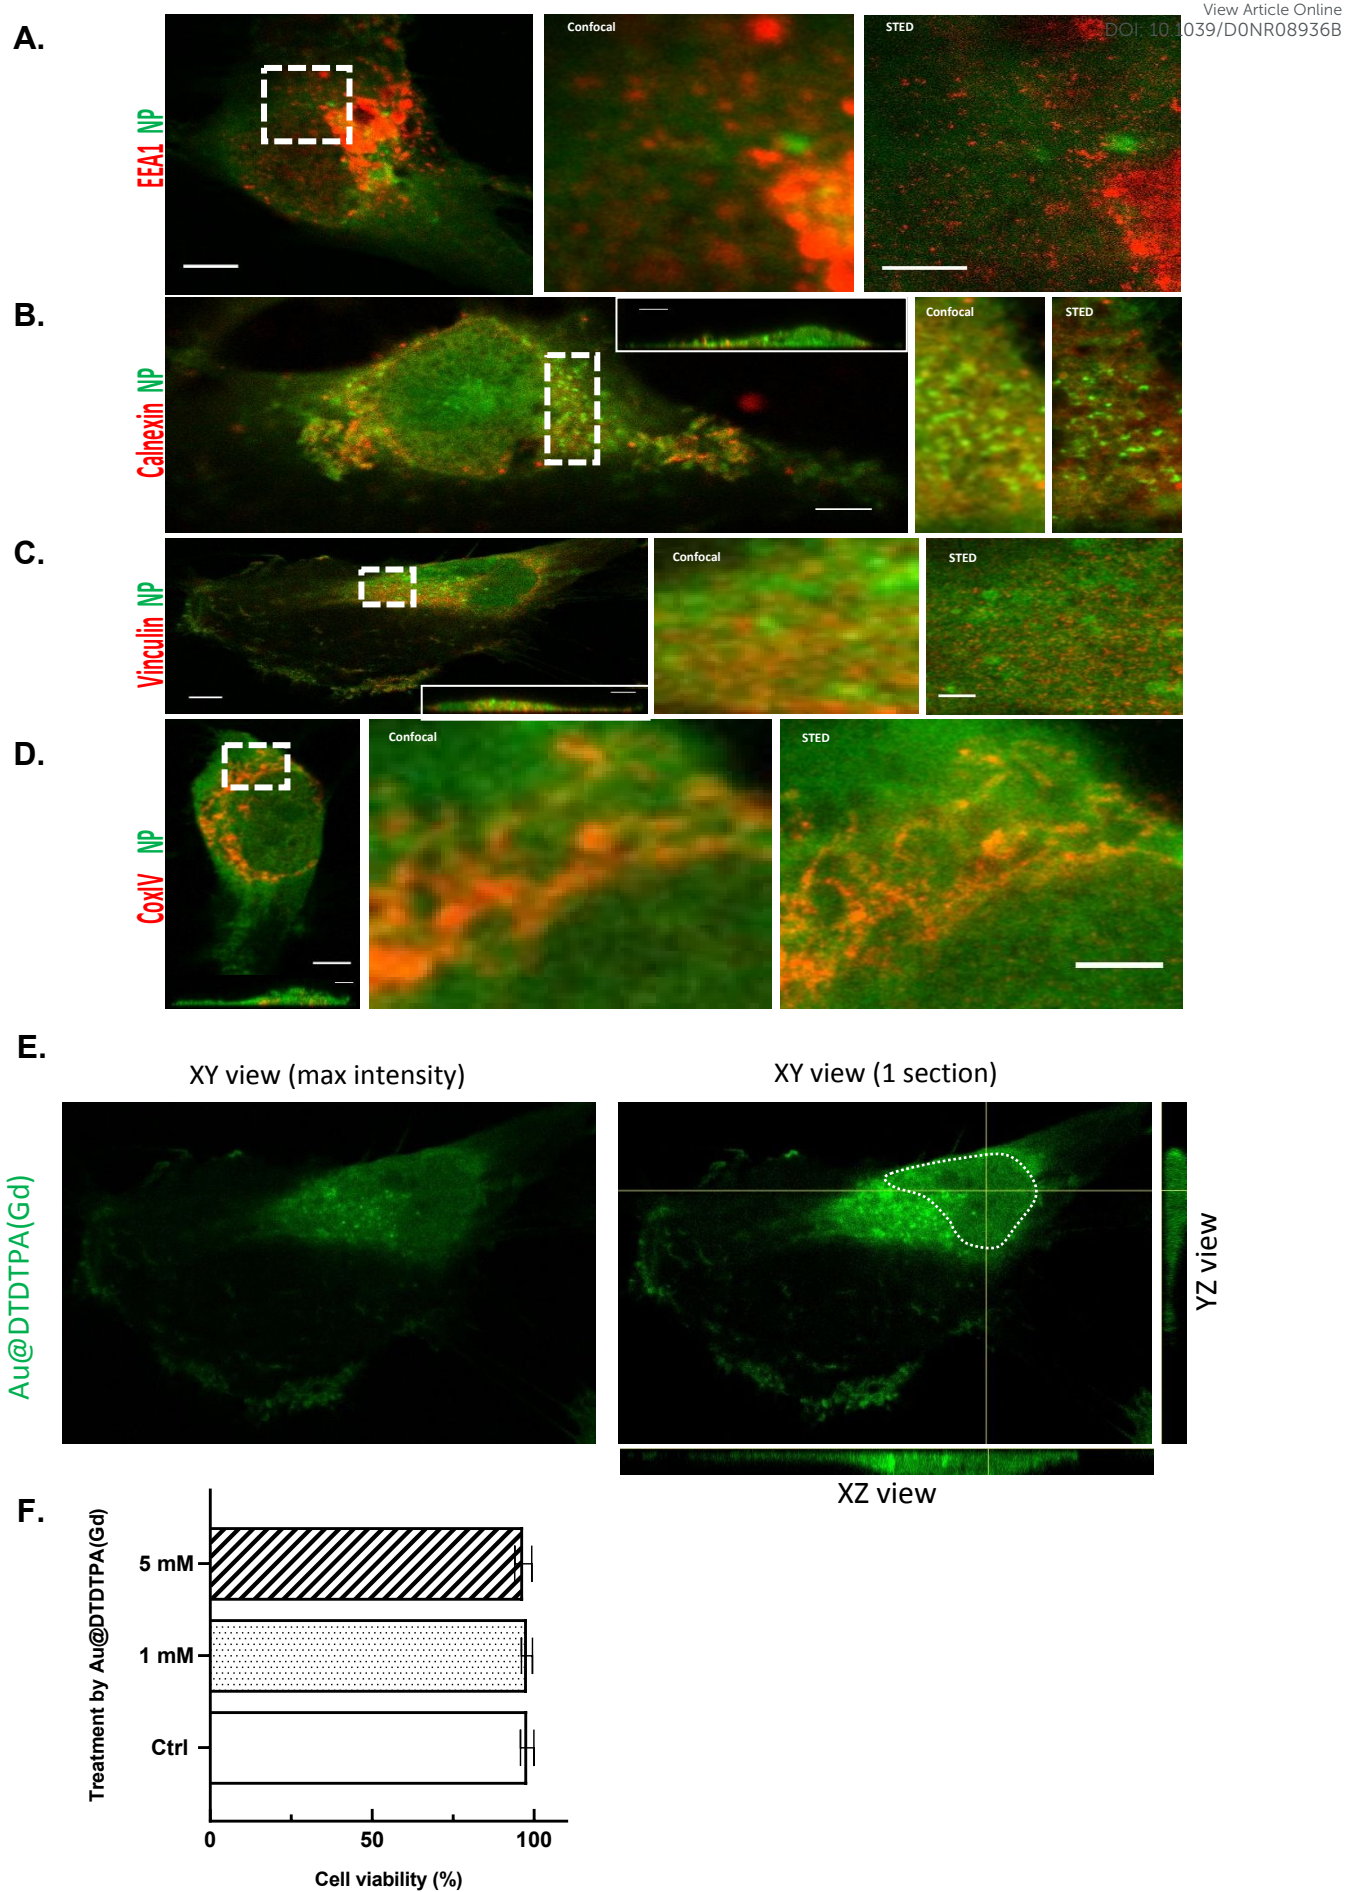 View Article Online
DOI: 10.1039/D0NR08936B
A.
EEA1 NP
Confocal
STED
B.
Calnexin NP
Confocal
STED
C.
Vinculin NP
Confocal
STED
D.
CoxIV NP
Confocal
STED
E.
XY view (max intensity)
XY view (1 section)
Au@DTDTPA(Gd)
YZ view
XZ view
F.
Treatment by Au@DTDTPA(Gd)
5 mM
1 mM
Ctrl
0 50 100
Cell viability (%)